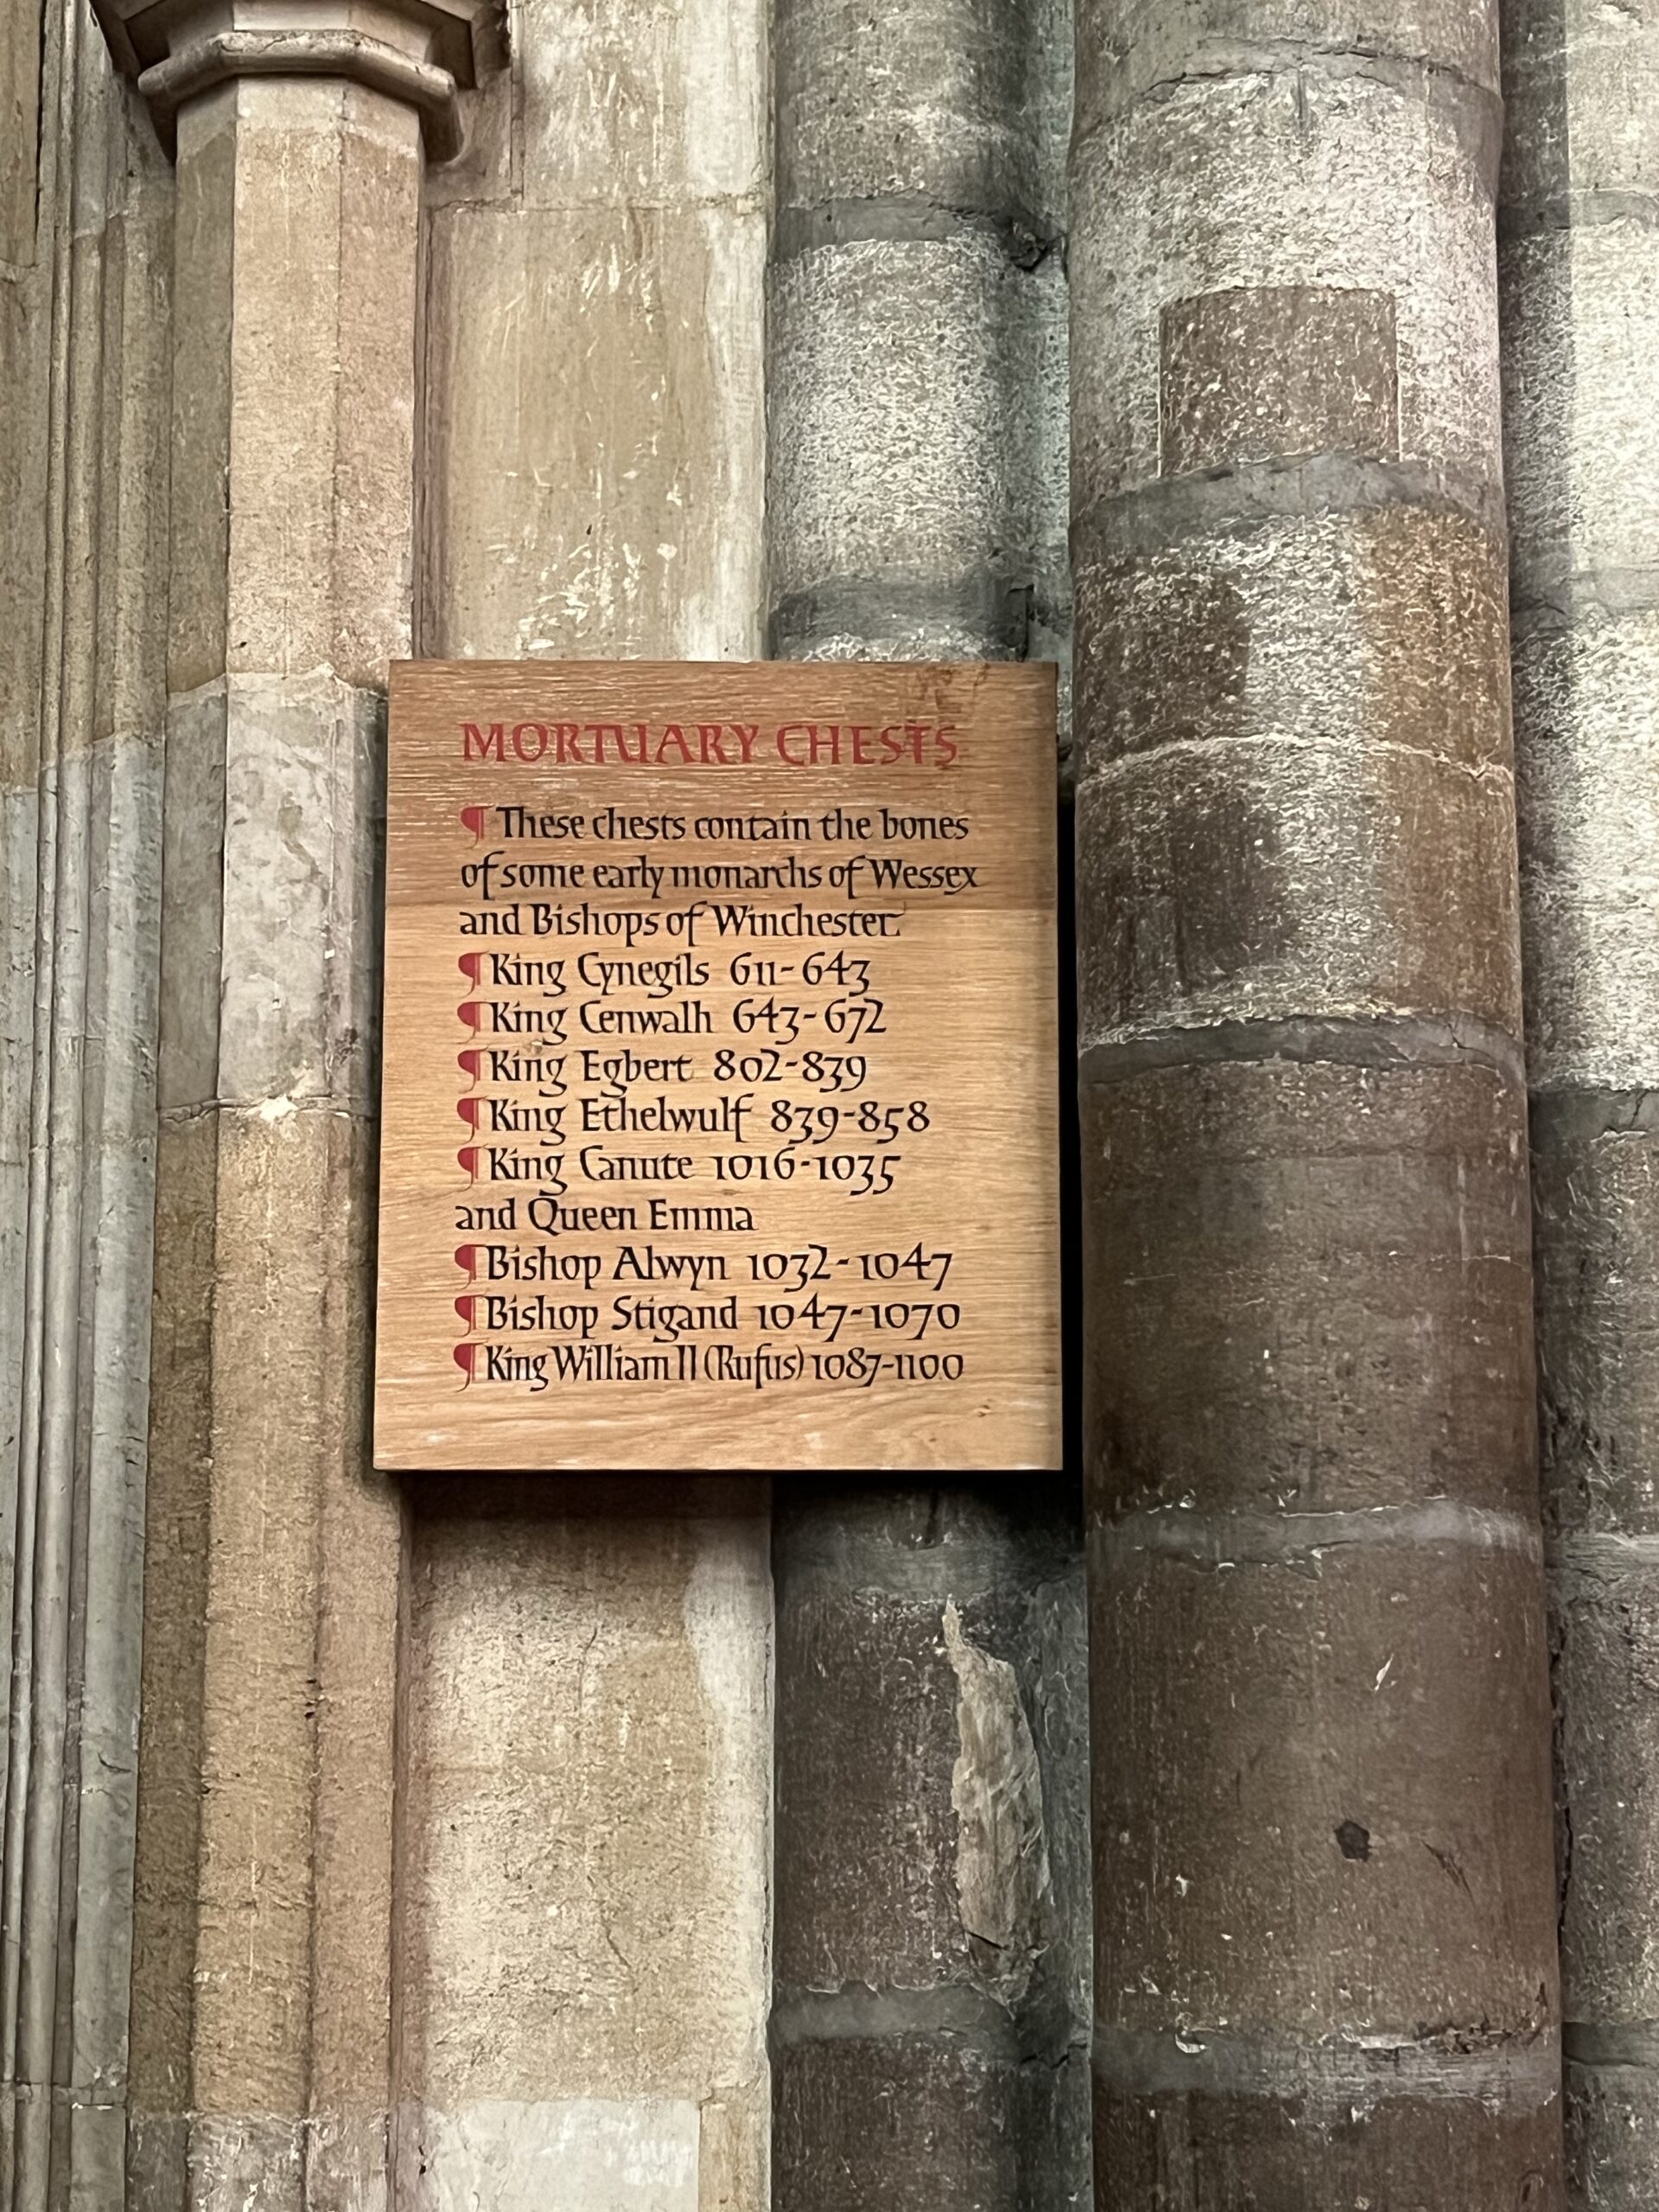 MORTUARY CHESTS
¶ These chests contain the bones
of some early monarchs of Wessex
and Bishops of Winchester.
¶ King Cynegils 611-643
¶ King Cenwalh 643-672
¶ King Egbert 802-839
¶ King Ethelwulf 839-858
¶ King Canute 1016-1035
and Queen Emma
¶ Bishop Alwyn 1032-1047
¶ Bishop Stigand 1047-1070
¶ King William II (Rufus) 1087-1100